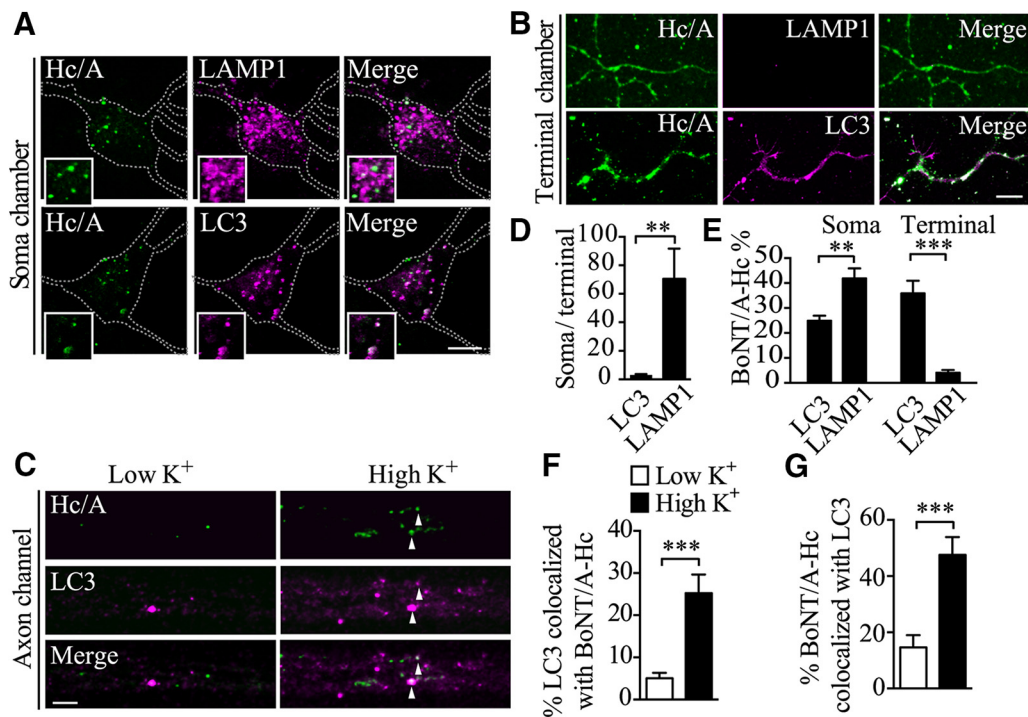 A
Soma chamber
Hc/A
LAMP1
Merge
Hc/A
LC3
Merge
B
Terminal chamber
Hc/A
LAMP1
Merge
Hc/A
LC3
Merge
C
Low K+
High K+
Axon channel
Hc/A
LC3
Merge
D
Soma/terminal
100
80
60
40
20
0
**
LC3
LAMP1
E
BoNT/A-Hc %
Soma
Terminal
50
40
30
20
10
0
**
***
LC3
LAMP1
LC3
LAMP1
F
Low K+
High K+
% LC3 colocalized
with BoNT/A-Hc
40
30
20
10
0
***
G
% BoNT/A-Hc
colocalized with LC3
60
40
20
0
***